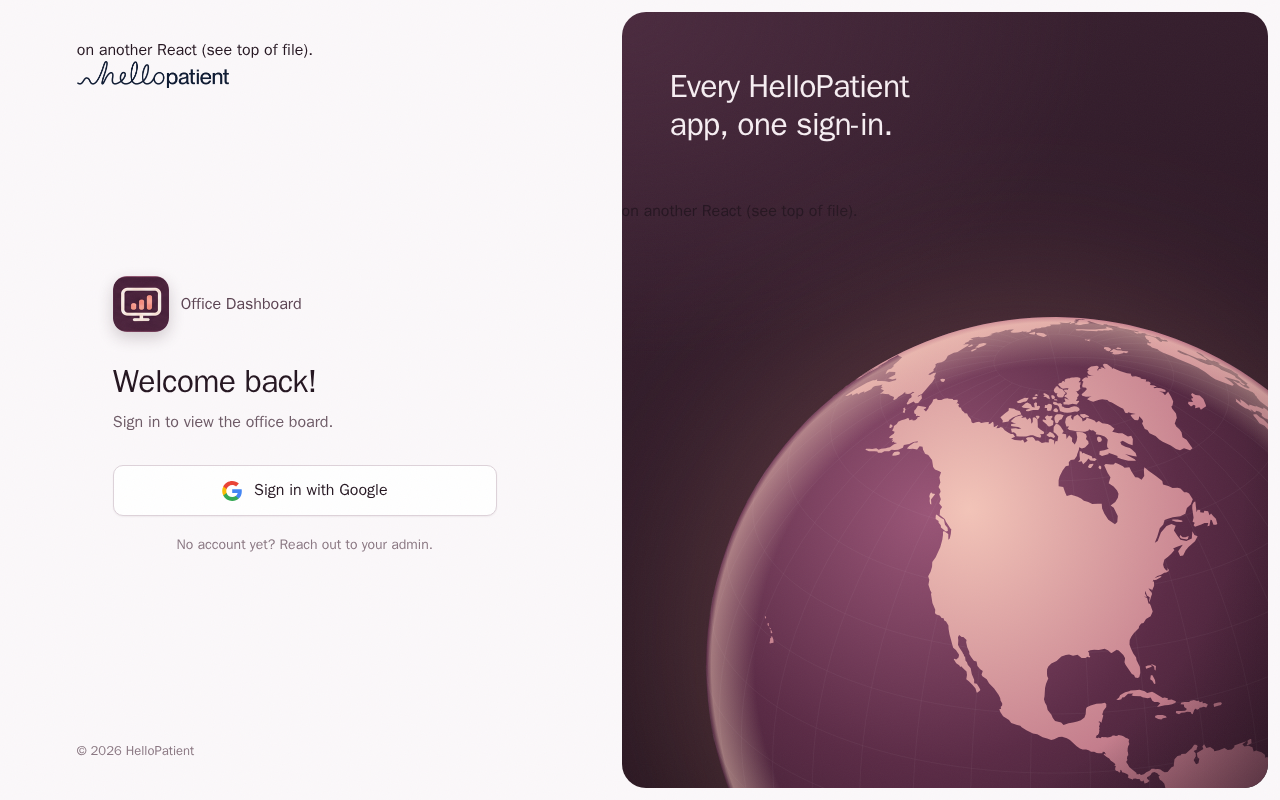 on another React (see top of file).
hellopatient
Office Dashboard
Welcome back!
Sign in to view the office board.
Sign in with Google
No account yet? Reach out to your admin.
© 2026 HelloPatient
Every HelloPatient
app, one sign-in.
on another React (see top of file).